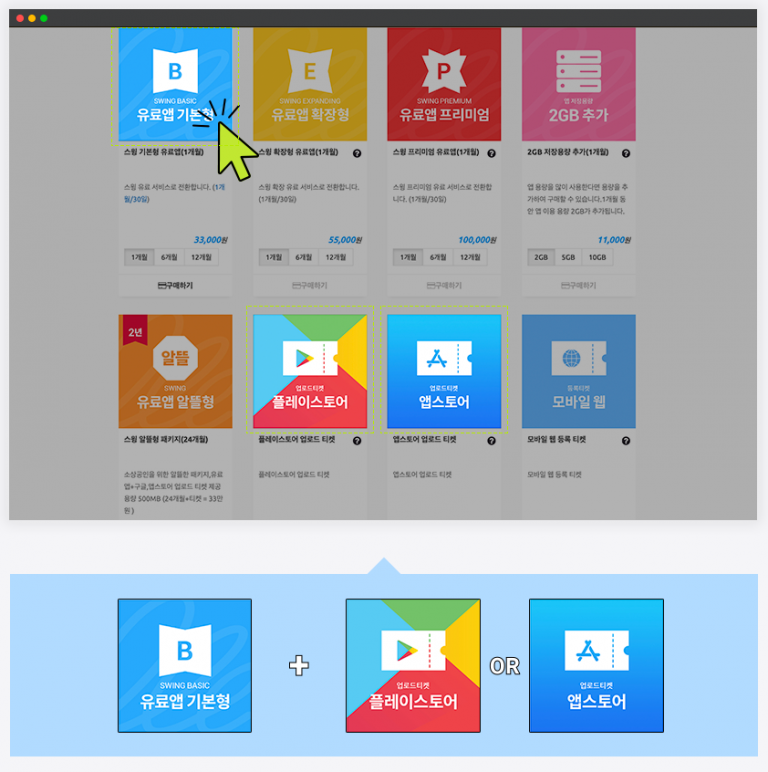 B
SWING BASIC
유료앱 기본형
E
SWING EXPANDING
유료앱 확장형
P
SWING PREMIUM
유료앱 프리미엄
앱 저장용량
2GB 추가
스윙 기본형 유료앱(1개월)
스윙 확장형 유료앱(1개월) ?
스윙 프리미엄 유료앱(1개월) ?
2GB 저장용량 추가(1개월) ?
스윙 유료 서비스로 전환합니다. (1개
월/30일)
스윙 확장 유료 서비스로 전환합니다.
(1개월/30일)
스윙 프리미엄 유료 서비스로 전환합
니다. (1개월/30일)
앱 용량을 많이 사용한다면 용량을 추
가하여 구매할 수 있습니다.1개월 동
안 앱 이용 용량 2GB가 추가됩니다.
33,000원
55,000원
100,000원
11,000원
1개월 6개월 12개월
1개월 6개월 12개월
1개월 6개월 12개월
2GB 5GB 10GB
구매하기
구매하기
구매하기
구매하기
2년
알뜰
SWING
유료앱 알뜰형
업로드티켓
플레이스토어
업로드티켓
앱스토어
등록티켓
모바일 웹
스윙 알뜰형 패키지(24개월)
플레이스토어 업로드 티켓 ?
앱스토어 업로드 티켓 ?
모바일 웹 등록 티켓 ?
소상공인을 위한 알뜰한 패키지,유료
앱+구글,앱스토어 업로드 티켓 제공
용량 500MB (24개월+티켓 = 33만
원 )
플레이스토어 업로드 티켓
앱스토어 업로드 티켓
모바일 웹 등록 티켓
B
SWING BASIC
유료앱 기본형
+
업로드티켓
플레이스토어
OR
업로드티켓
앱스토어